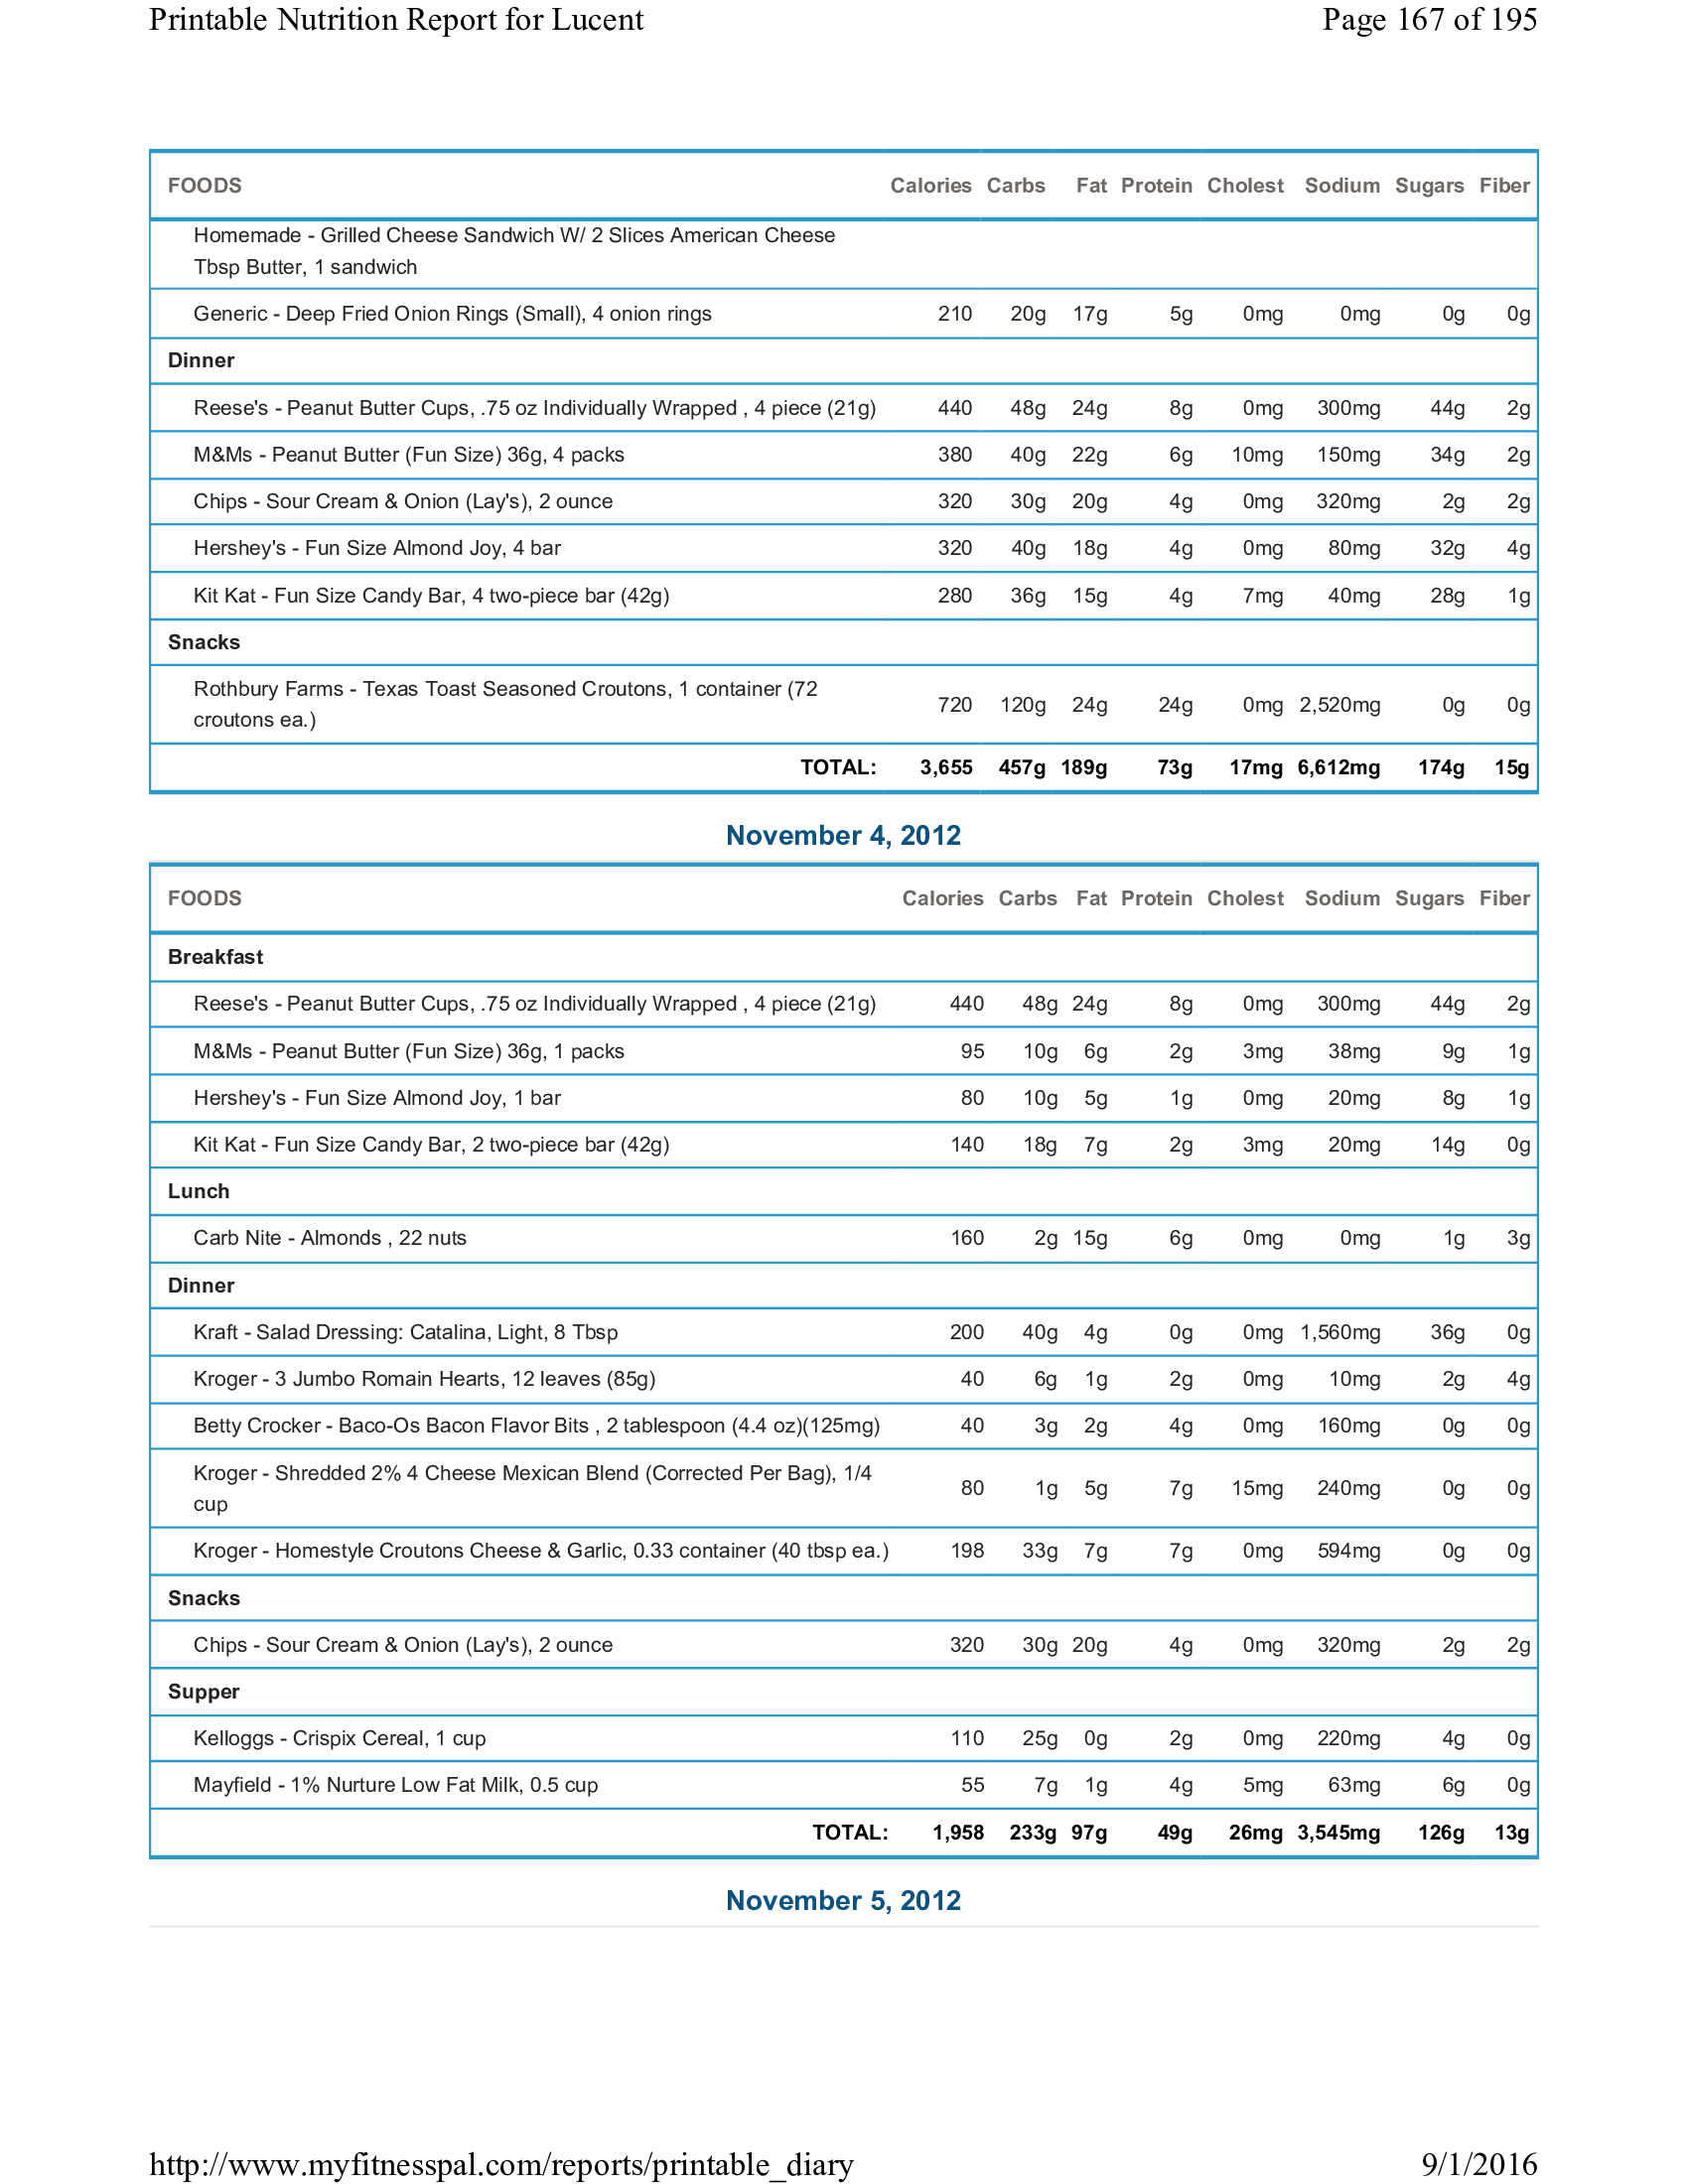 Printable Nutrition Report for Lucent Page 167 of 195
FOODS Calories Carbs Fat Protein Cholest Sodium Sugars Fiber
Homemade - Grilled Cheese Sandwich W/ 2 Slices American Cheese
Tbsp Butter, 1 sandwich
Generic - Deep Fried Onion Rings (Small), 4 onion rings 210 20g 17g 5g 0mg 0mg 0g 0g
Dinner
Reese's - Peanut Butter Cups, .75 oz Individually Wrapped , 4 piece (21g) 440 48g 24g 8g 0mg 300mg 44g 2g
M&Ms - Peanut Butter (Fun Size) 36g, 4 packs 380 40g 22g 6g 10mg 150mg 34g 2g
Chips - Sour Cream & Onion (Lay's), 2 ounce 320 30g 20g 4g 0mg 320mg 2g 2g
Hershey's - Fun Size Almond Joy, 4 bar 320 40g 18g 4g 0mg 80mg 32g 4g
Kit Kat - Fun Size Candy Bar, 4 two-piece bar (42g) 280 36g 15g 4g 7mg 40mg 28g 1g
Snacks
Rothbury Farms - Texas Toast Seasoned Croutons, 1 container (72
croutons ea.) 720 120g 24g 24g 0mg 2,520mg 0g 0g
TOTAL: 3,655 457g 189g 73g 17mg 6,612mg 174g 15g
November 4, 2012
FOODS Calories Carbs Fat Protein Cholest Sodium Sugars Fiber
Breakfast
Reese's - Peanut Butter Cups, .75 oz Individually Wrapped , 4 piece (21g) 440 48g 24g 8g 0mg 300mg 44g 2g
M&Ms - Peanut Butter (Fun Size) 36g, 1 packs 95 10g 6g 2g 3mg 38mg 9g 1g
Hershey's - Fun Size Almond Joy, 1 bar 80 10g 5g 1g 0mg 20mg 8g 1g
Kit Kat - Fun Size Candy Bar, 2 two-piece bar (42g) 140 18g 7g 2g 3mg 20mg 14g 0g
Lunch
Carb Nite - Almonds , 22 nuts 160 2g 15g 6g 0mg 0mg 1g 3g
Dinner
Kraft - Salad Dressing: Catalina, Light, 8 Tbsp 200 40g 4g 0g 0mg 1,560mg 36g 0g
Kroger - 3 Jumbo Romain Hearts, 12 leaves (85g) 40 6g 1g 2g 0mg 10mg 2g 4g
Betty Crocker - Baco-Os Bacon Flavor Bits , 2 tablespoon (4.4 oz)(125mg) 40 3g 2g 4g 0mg 160mg 0g 0g
Kroger - Shredded 2% 4 Cheese Mexican Blend (Corrected Per Bag), 1/4
cup 80 1g 5g 7g 15mg 240mg 0g 0g
Kroger - Homestyle Croutons Cheese & Garlic, 0.33 container (40 tbsp ea.) 198 33g 7g 7g 0mg 594mg 0g 0g
Snacks
Chips - Sour Cream & Onion (Lay's), 2 ounce 320 30g 20g 4g 0mg 320mg 2g 2g
Supper
Kelloggs - Crispix Cereal, 1 cup 110 25g 0g 2g 0mg 220mg 4g 0g
Mayfield - 1% Nurture Low Fat Milk, 0.5 cup 55 7g 1g 4g 5mg 63mg 6g 0g
TOTAL: 1,958 233g 97g 49g 26mg 3,545mg 126g 13g
November 5, 2012
http://www.myfitnesspal.com/reports/printable_diary 9/1/2016